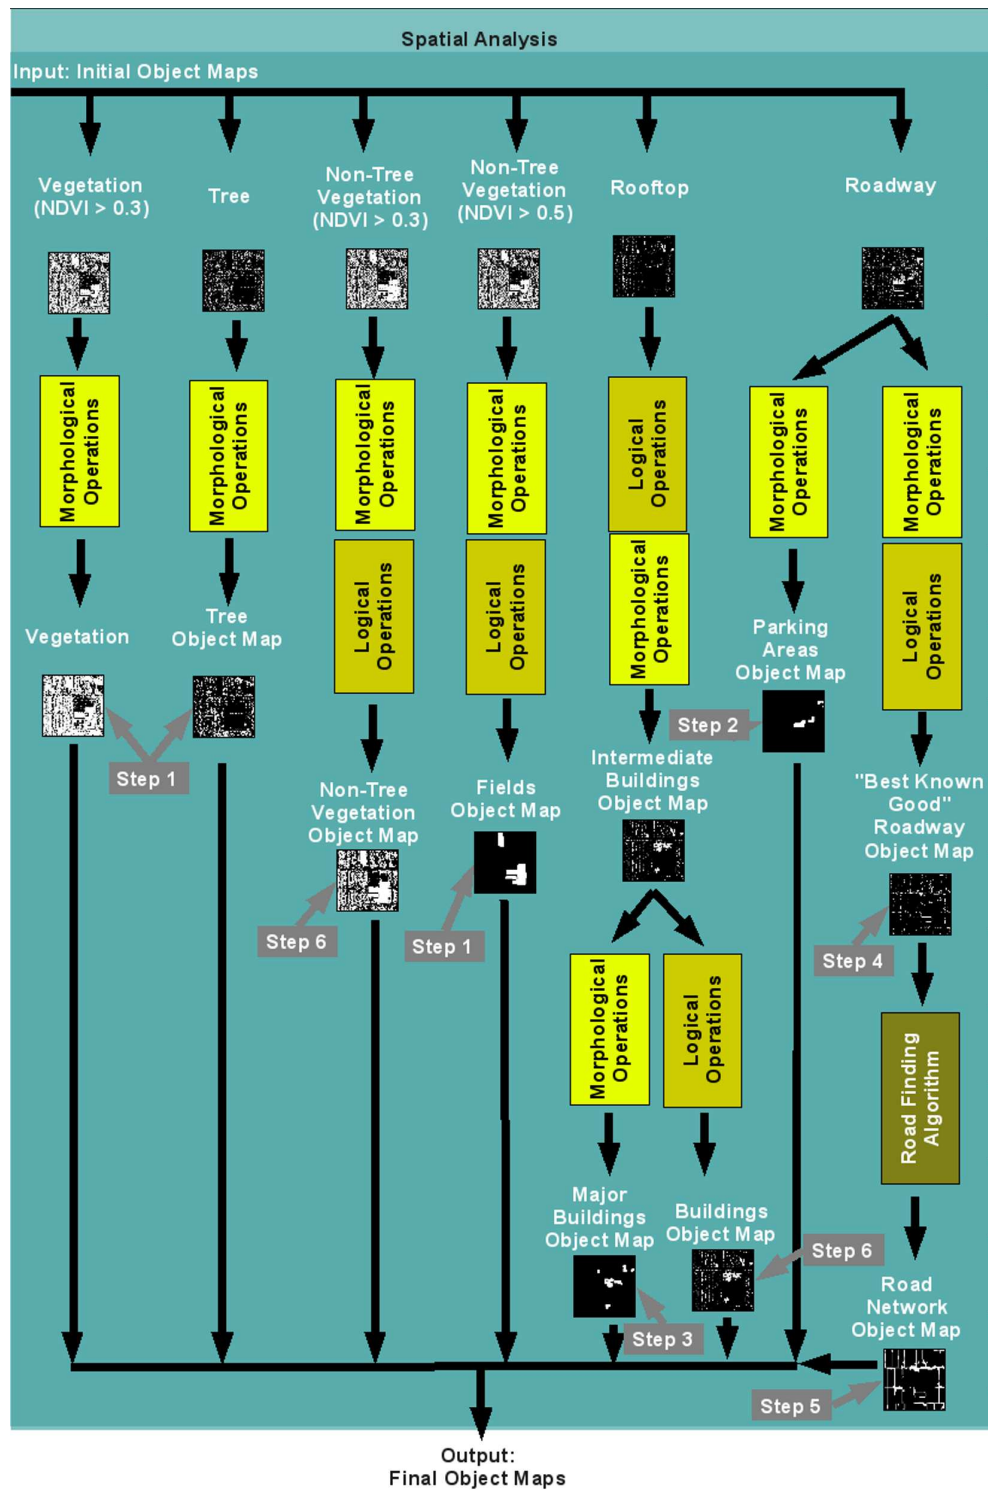 Spatial Analysis
Input: Initial Object Maps
Vegetation
(NDVI > 0.3)
Tree
Non-Tree
Vegetation
(NDVI > 0.3)
Non-Tree
Vegetation
(NDVI > 0.5)
Rooftop
Roadway
Morphological
Operations
Morphological
Operations
Morphological
Operations
Morphological
Operations
Logical
Operations
Morphological
Operations
Morphological
Operations
Logical
Operations
Logical
Operations
Morphological
Operations
Logical
Operations
Vegetation
Tree
Object Map
Parking
Areas
Object Map
Step 2
Step 1
Non-Tree
Vegetation
Object Map
Fields
Object Map
Intermediate
Buildings
Object Map
"Best Known
Good"
Roadway
Object Map
Step 6
Step 1
Step 4
Morphological
Operations
Logical
Operations
Road Finding
Algorithm
Major
Buildings
Object Map
Buildings
Object Map
Step 6
Step 3
Road
Network
Object Map
Step 5
Output:
Final Object Maps